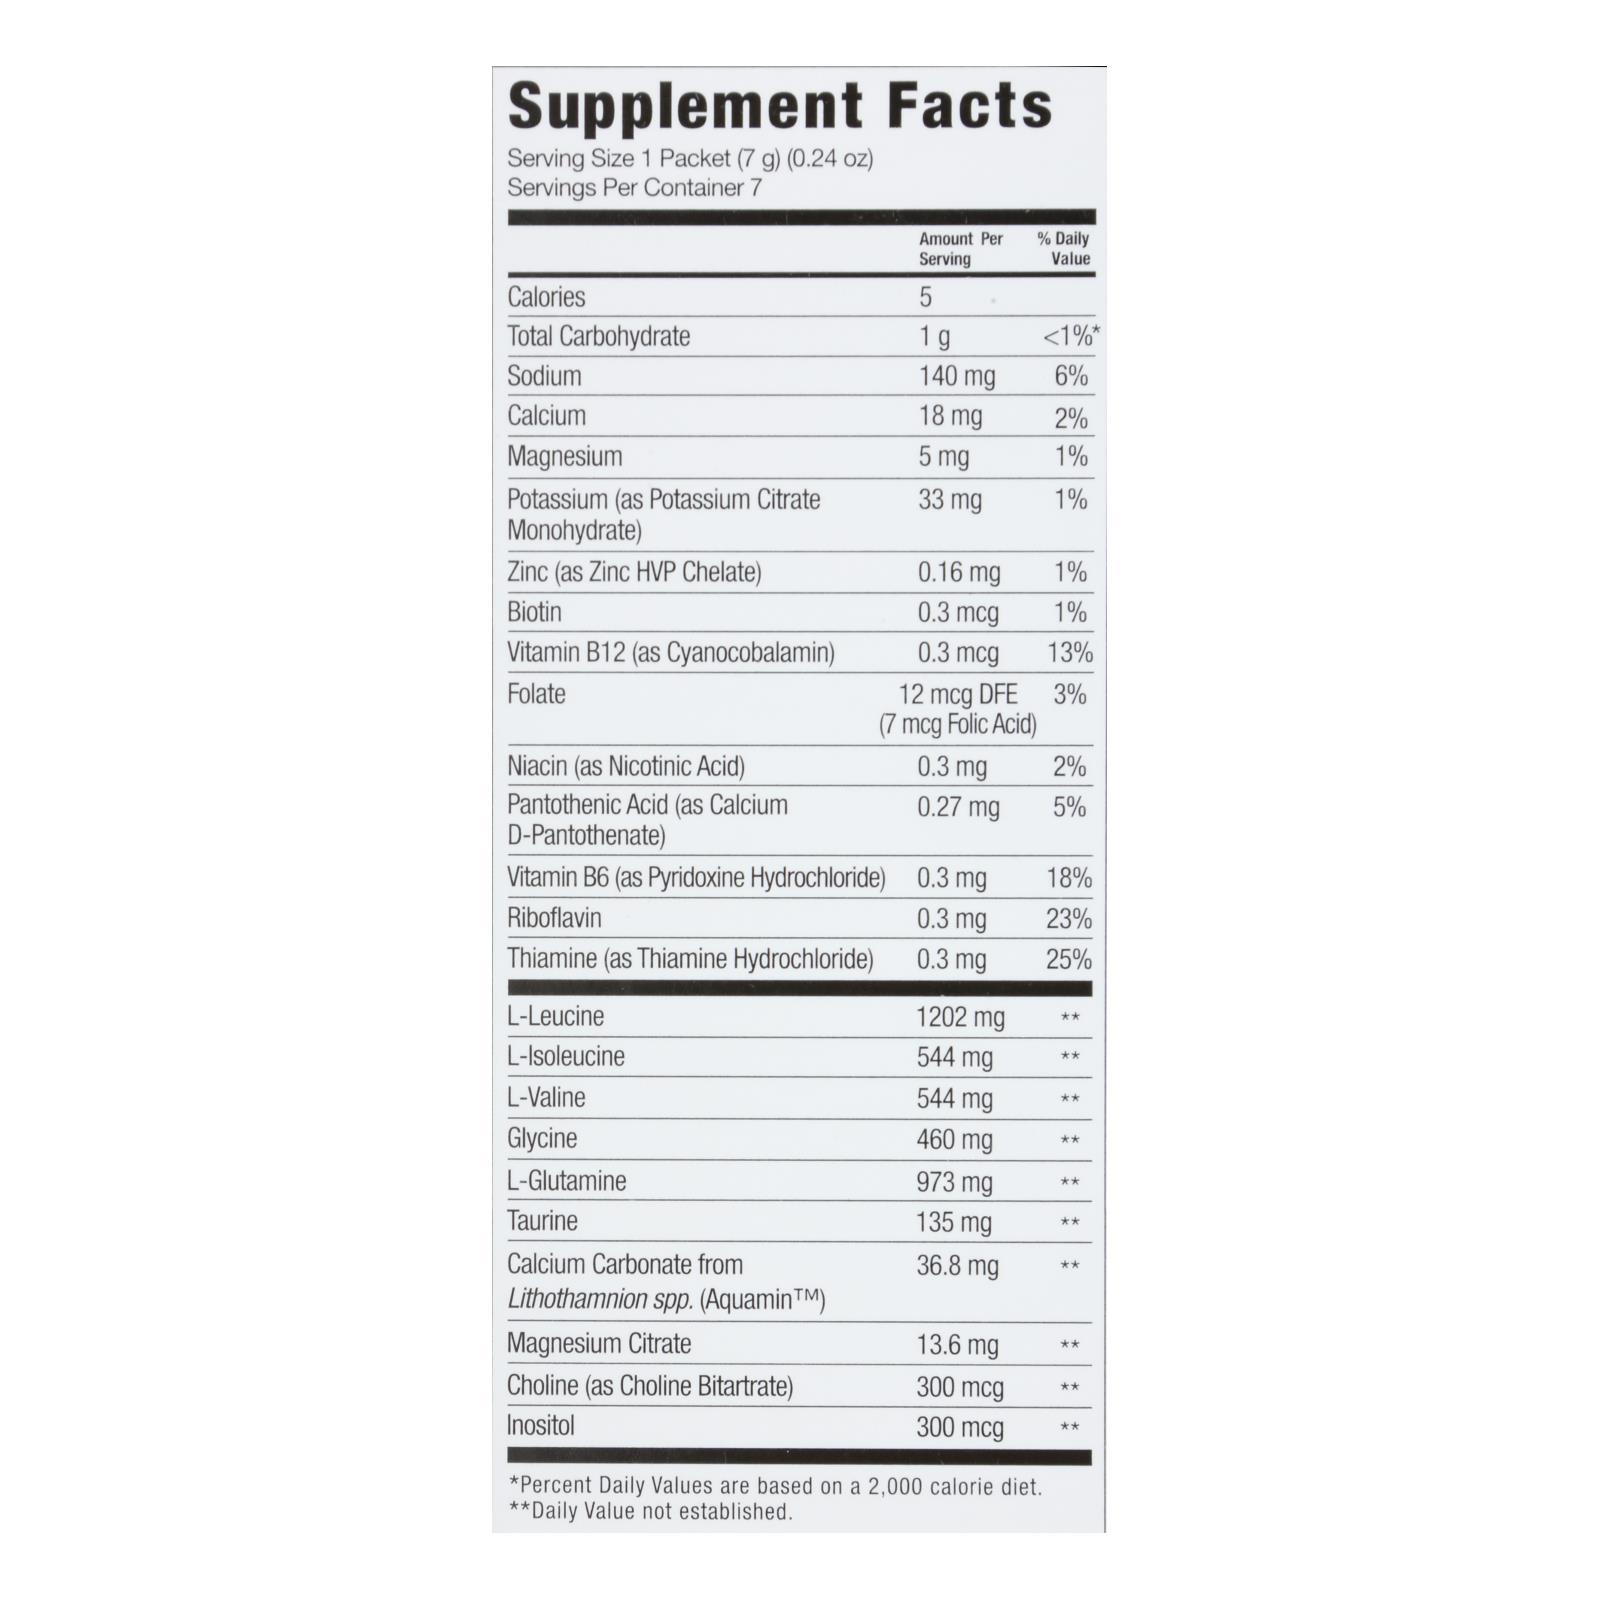 Supplement Facts
Serving Size 1 Packet (7 g) (0.24 oz)
Servings Per Container 7
Amount Per Serving % Daily Value
Calories 5
Total Carbohydrate 1 g <1%*
Sodium 140 mg 6%
Calcium 18 mg 2%
Magnesium 5 mg 1%
Potassium (as Potassium Citrate 33 mg 1%
Monohydrate)
Zinc (as Zinc HVP Chelate) 0.16 mg 1%
Biotin 0.3 mcg 1%
Vitamin B12 (as Cyanocobalamin) 0.3 mcg 13%
Folate 12 mcg DFE 3%
(7 mcg Folic Acid)
Niacin (as Nicotinic Acid) 0.3 mg 2%
Pantothenic Acid (as Calcium 0.27 mg 5%
D-Pantothenate)
Vitamin B6 (as Pyridoxine Hydrochloride) 0.3 mg 18%
Riboflavin 0.3 mg 23%
Thiamine (as Thiamine Hydrochloride) 0.3 mg 25%
L-Leucine 1202 mg **
L-Isoleucine 544 mg **
L-Valine 544 mg **
Glycine 460 mg **
L-Glutamine 973 mg **
Taurine 135 mg **
Calcium Carbonate from 36.8 mg **
Lithothamnion spp. (Aquamin™)
Magnesium Citrate 13.6 mg **
Choline (as Choline Bitartrate) 300 mcg **
Inositol 300 mcg **
*Percent Daily Values are based on a 2,000 calorie diet.
**Daily Value not established.